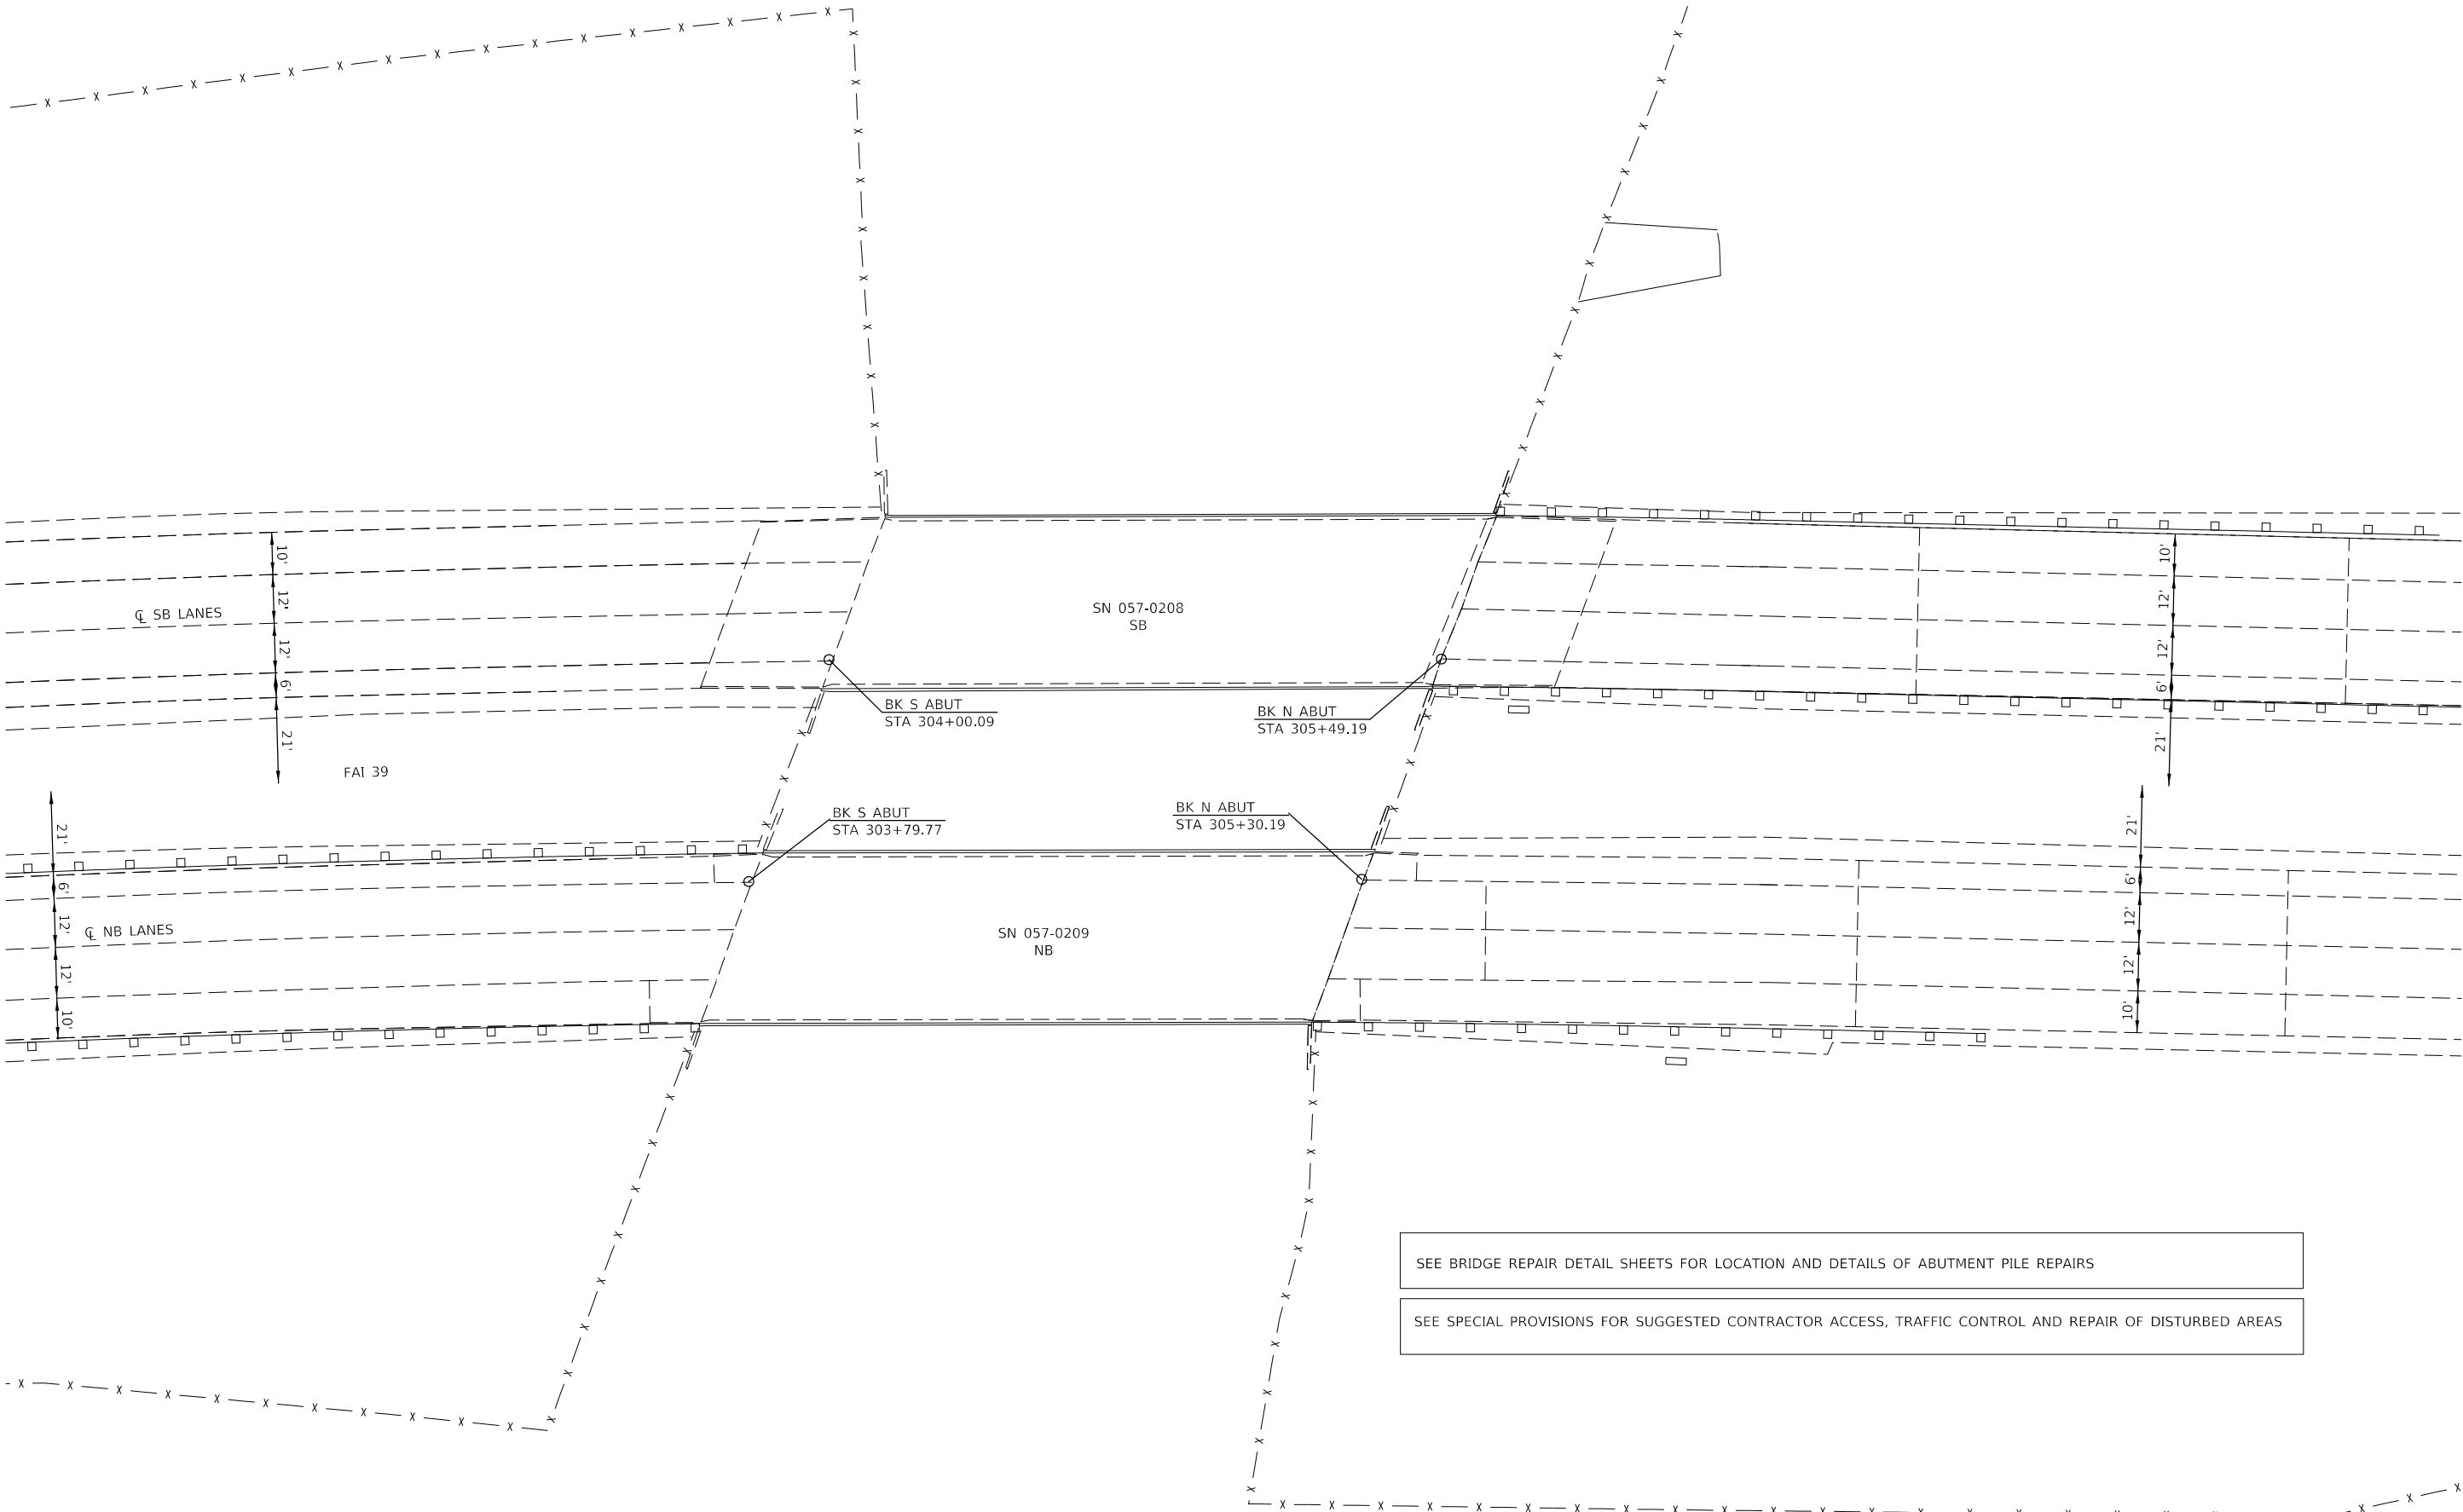 10'
12'
12'
6'
21'
℄ SB LANES
SN 057-0208
SB
10'
12'
12'
6'
21'
BK S ABUT
STA 304+00.09
BK N ABUT
STA 305+49.19
FAI 39
BK S ABUT
STA 303+79.77
BK N ABUT
STA 305+30.19
21'
6'
12'
12'
10'
℄ NB LANES
SN 057-0209
NB
21'
6'
12'
12'
10'
SEE BRIDGE REPAIR DETAIL SHEETS FOR LOCATION AND DETAILS OF ABUTMENT PILE REPAIRS
SEE SPECIAL PROVISIONS FOR SUGGESTED CONTRACTOR ACCESS, TRAFFIC CONTROL AND REPAIR OF DISTURBED AREAS